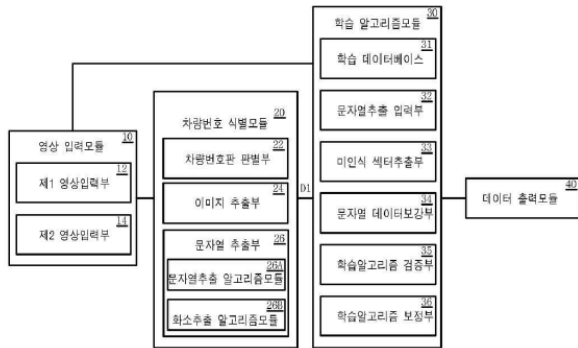 10
영상 입력모듈
12
제1 영상입력부
14
제2 영상입력부
20
차량번호 식별모듈
22
차량번호판 판별부
24
이미지 추출부
26
문자열 추출부
26A
문자열추출 알고리즘모듈
26B
화소추출 알고리즘모듈
D1
30
학습 알고리즘모듈
31
학습 데이터베이스
32
문자열추출 입력부
33
미인식 섹터추출부
34
문자열 데이터보강부
35
학습알고리즘 검증부
36
학습알고리즘 보정부
40
데이터 출력모듈